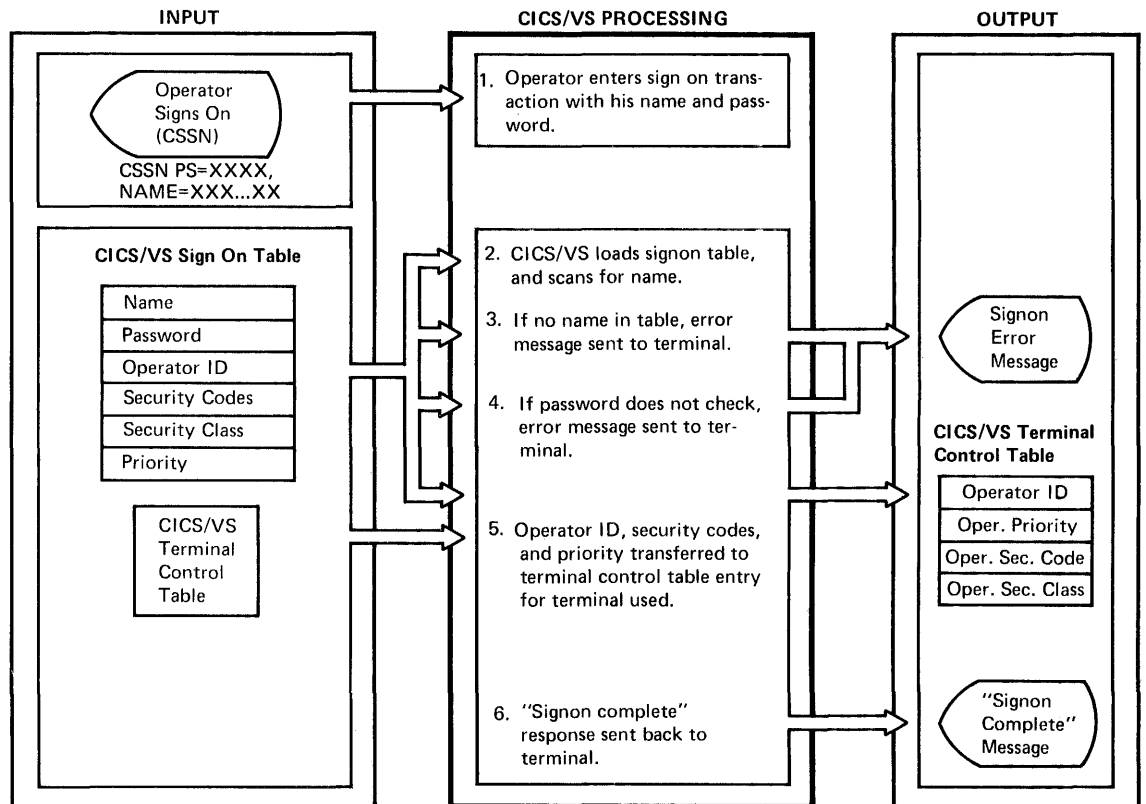 INPUT
CICS/VS PROCESSING
OUTPUT
Operator
Signs On
(CSSN)
CSSN PS=XXXX,
NAME=XXX...XX
1. Operator enters sign on trans-
action with his name and pass-
word.
CICS/VS Sign On Table
Name
Password
Operator ID
Security Codes
Security Class
Priority
CICS/VS
Terminal
Control
Table
2. CICS/VS loads signon table,
and scans for name.
3. If no name in table, error
message sent to terminal.
4. If password does not check,
error message sent to ter-
minal.
5. Operator ID, security codes,
and priority transferred to
terminal control table entry
for terminal used.
6. "Signon complete"
response sent back to
terminal.
Signon
Error
Message
CICS/VS Terminal
Control Table
Operator ID
Oper. Priority
Oper. Sec. Code
Oper. Sec. Class
"Signon
Complete"
Message